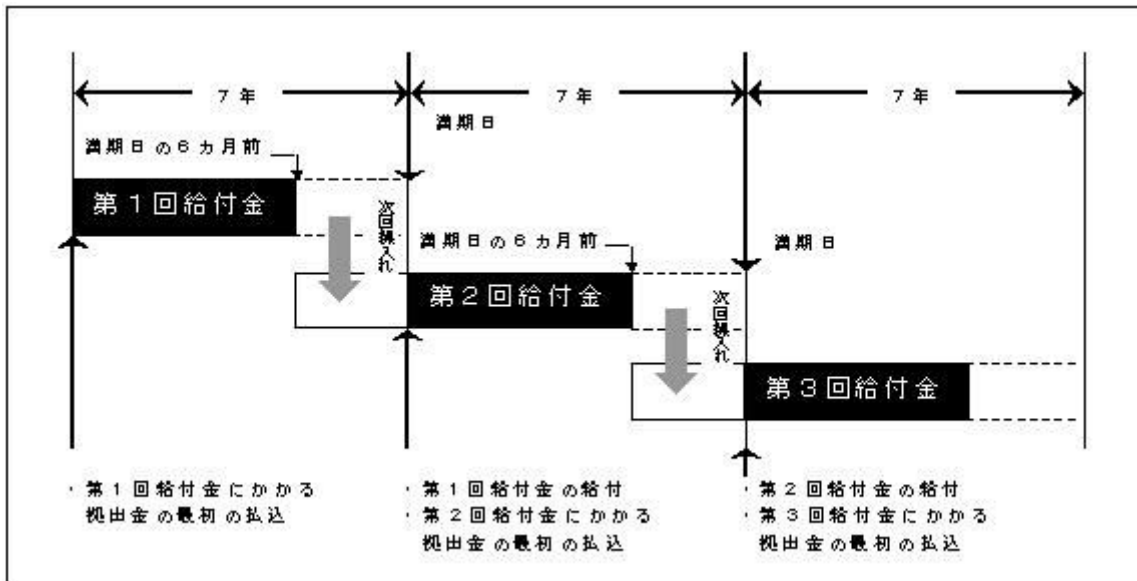 7年
7年
7年
満期日
満期日の6カ月前
第1回給付金
次回繰入れ
満期日の6カ月前
満期日
第2回給付金
次回繰入れ
第3回給付金
・第1回給付金にかかる
拠出金の最初の払込
・第1回給付金の給付
・第2回給付金にかかる
拠出金の最初の払込
・第2回給付金の給付
・第3回給付金にかかる
拠出金の最初の払込